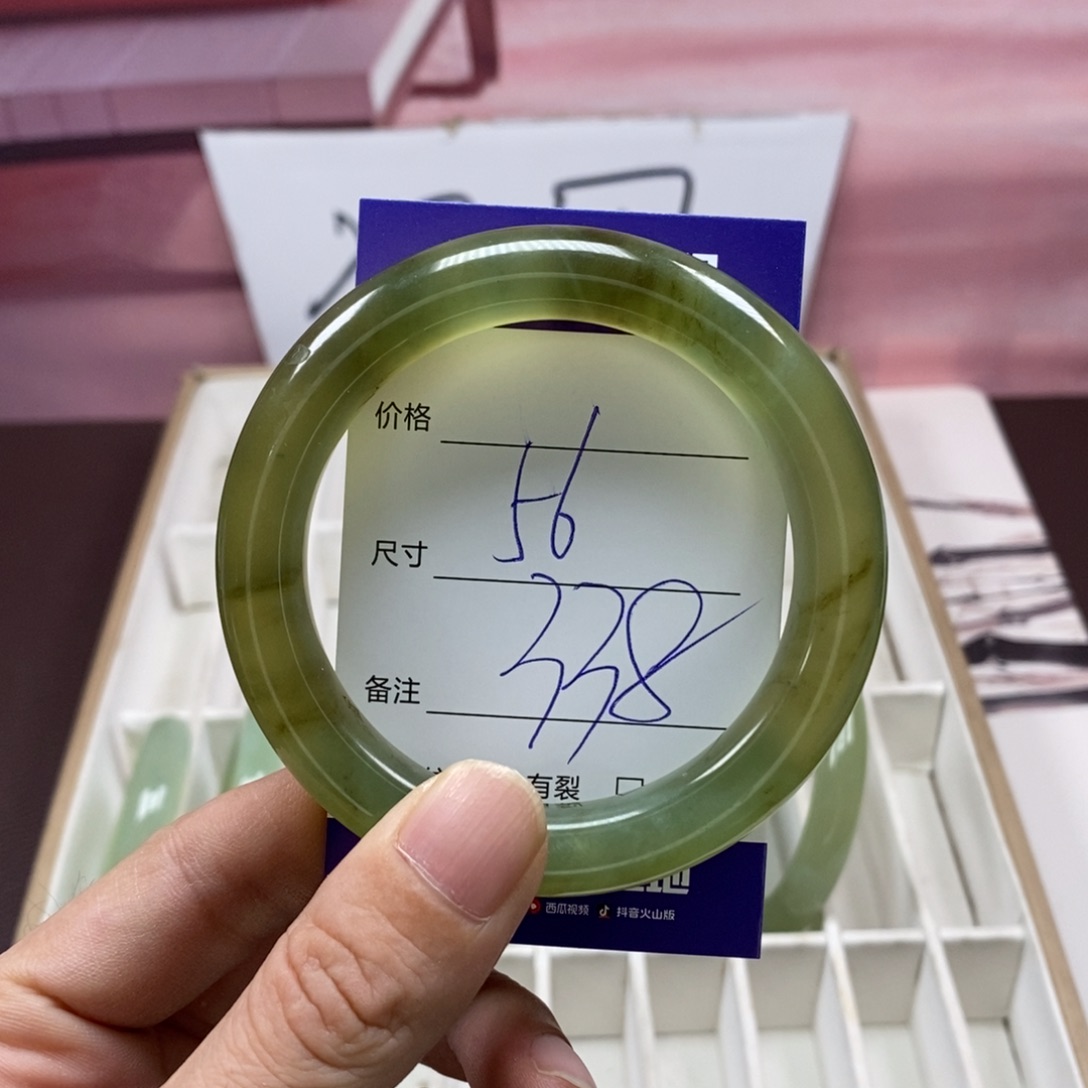 价格
56
尺寸
338
备注
有裂 □
西瓜视频 抖音火山版